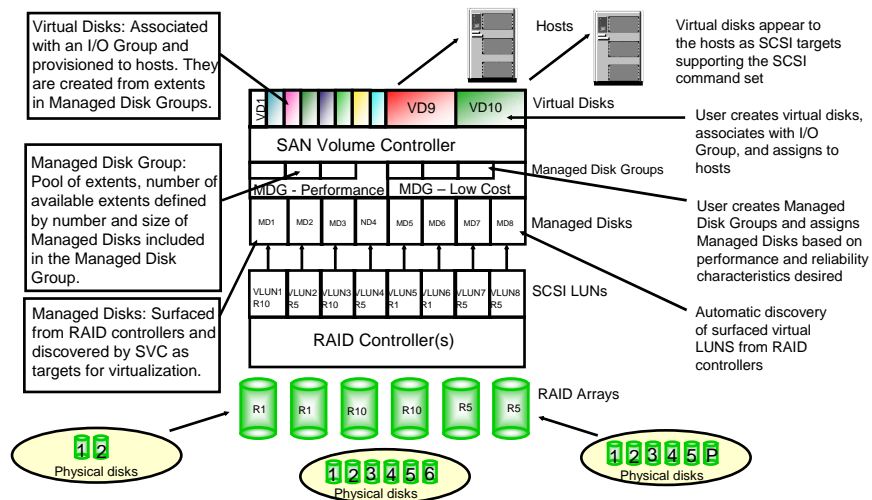 Virtual Disks: Associated
with an I/O Group and
provisioned to hosts. They
are created from extents
in Managed Disk Groups.
Hosts
Virtual disks appear to
the hosts as SCSI targets
supporting the SCSI
command set
VD1
VD9
VD10
Virtual Disks
SAN Volume Controller
User creates virtual disks,
associates with I/O
Group, and assigns to
hosts
Managed Disk Group:
Pool of extents, number of
available extents defined
by number and size of
Managed Disks included
in the Managed Disk
Group.
MDG - Performance
MDG – Low Cost
Managed Disk Groups
MD1
MD2
MD3
ND4
MD5
MD6
MD7
MD8
Managed Disks
User creates Managed
Disk Groups and assigns
Managed Disks based on
performance and reliability
characteristics desired
Managed Disks: Surfaced
from RAID controllers and
discovered by SVC as
targets for virtualization.
VLUN1
R10
VLUN2
R5
VLUN3
R10
VLUN4
R5
VLUN5
R1
VLUN6
R1
VLUN7
R5
VLUN8
R5
SCSI LUNs
RAID Controller(s)
Automatic discovery
of surfaced virtual
LUNS from RAID
controllers
R1
R1
R10
R10
R5
R5
RAID Arrays
1 2
Physical disks
1 2 3 4 5 6
Physical disks
1 2 3 4 5 P
Physical disks